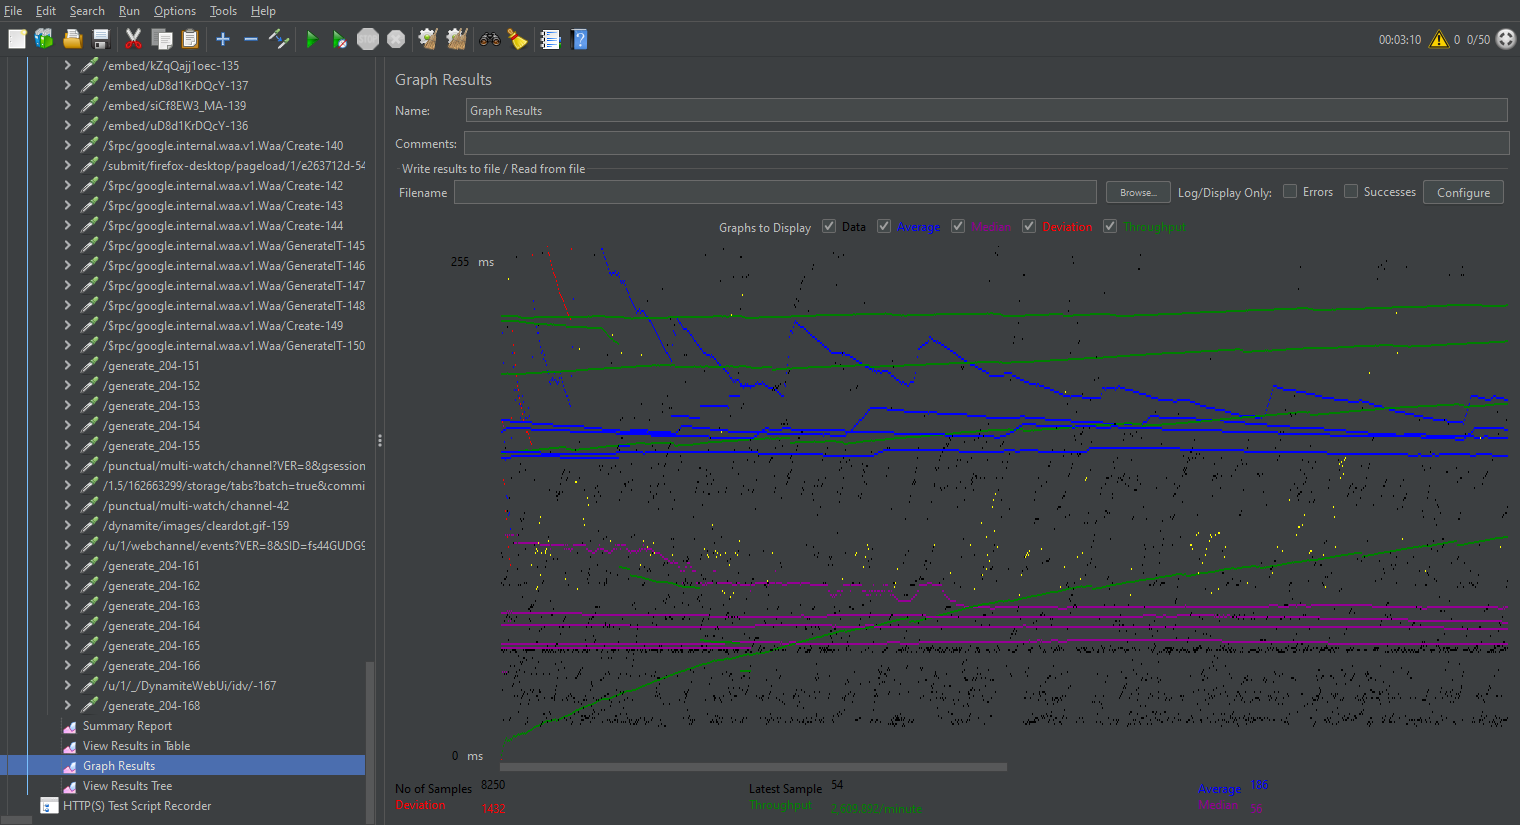 File Edit Search Run Options Tools Help
00:03:10 0 0/50
/embed/kZqQajj1oec-135
/embed/uD8d1KrDQcY-137
/embed/siCf8EW3_MA-139
/embed/uD8d1KrDQcY-136
/$rpc/google.internal.waa.v1.Waa/Create-140
/submit/firefox-desktop/pageload/1/e263712d-54
/$rpc/google.internal.waa.v1.Waa/Create-142
/$rpc/google.internal.waa.v1.Waa/Create-143
/$rpc/google.internal.waa.v1.Waa/Create-144
/$rpc/google.internal.waa.v1.Waa/GenerateIT-145
/$rpc/google.internal.waa.v1.Waa/GenerateIT-146
/$rpc/google.internal.waa.v1.Waa/GenerateIT-147
/$rpc/google.internal.waa.v1.Waa/GenerateIT-148
/$rpc/google.internal.waa.v1.Waa/Create-149
/$rpc/google.internal.waa.v1.Waa/GenerateIT-150
/generate_204-151
/generate_204-152
/generate_204-153
/generate_204-154
/generate_204-155
/punctual/multi-watch/channel?VER=8&gsession
/1.5/162663299/storage/tabs?batch=true&commi
/punctual/multi-watch/channel-42
/dynamite/images/cleardot.gif-159
/u/1/webchannel/events?VER=8&SID=fs44GUDG9
/generate_204-161
/generate_204-162
/generate_204-163
/generate_204-164
/generate_204-165
/generate_204-166
/u/1/_/DynamiteWebUi/idv/-167
/generate_204-168
Summary Report
View Results in Table
Graph Results
View Results Tree
HTTP(S) Test Script Recorder
Graph Results
Name: Graph Results
Comments:
Write results to file / Read from file
Filename Browse... Log/Display Only: Errors Successes Configure
Graphs to Display Data Average Median Deviation Throughput
255 ms
0 ms
No of Samples 8250 Latest Sample 54 Average 186
Deviation 1432 Throughput 2,609.892/minute Median